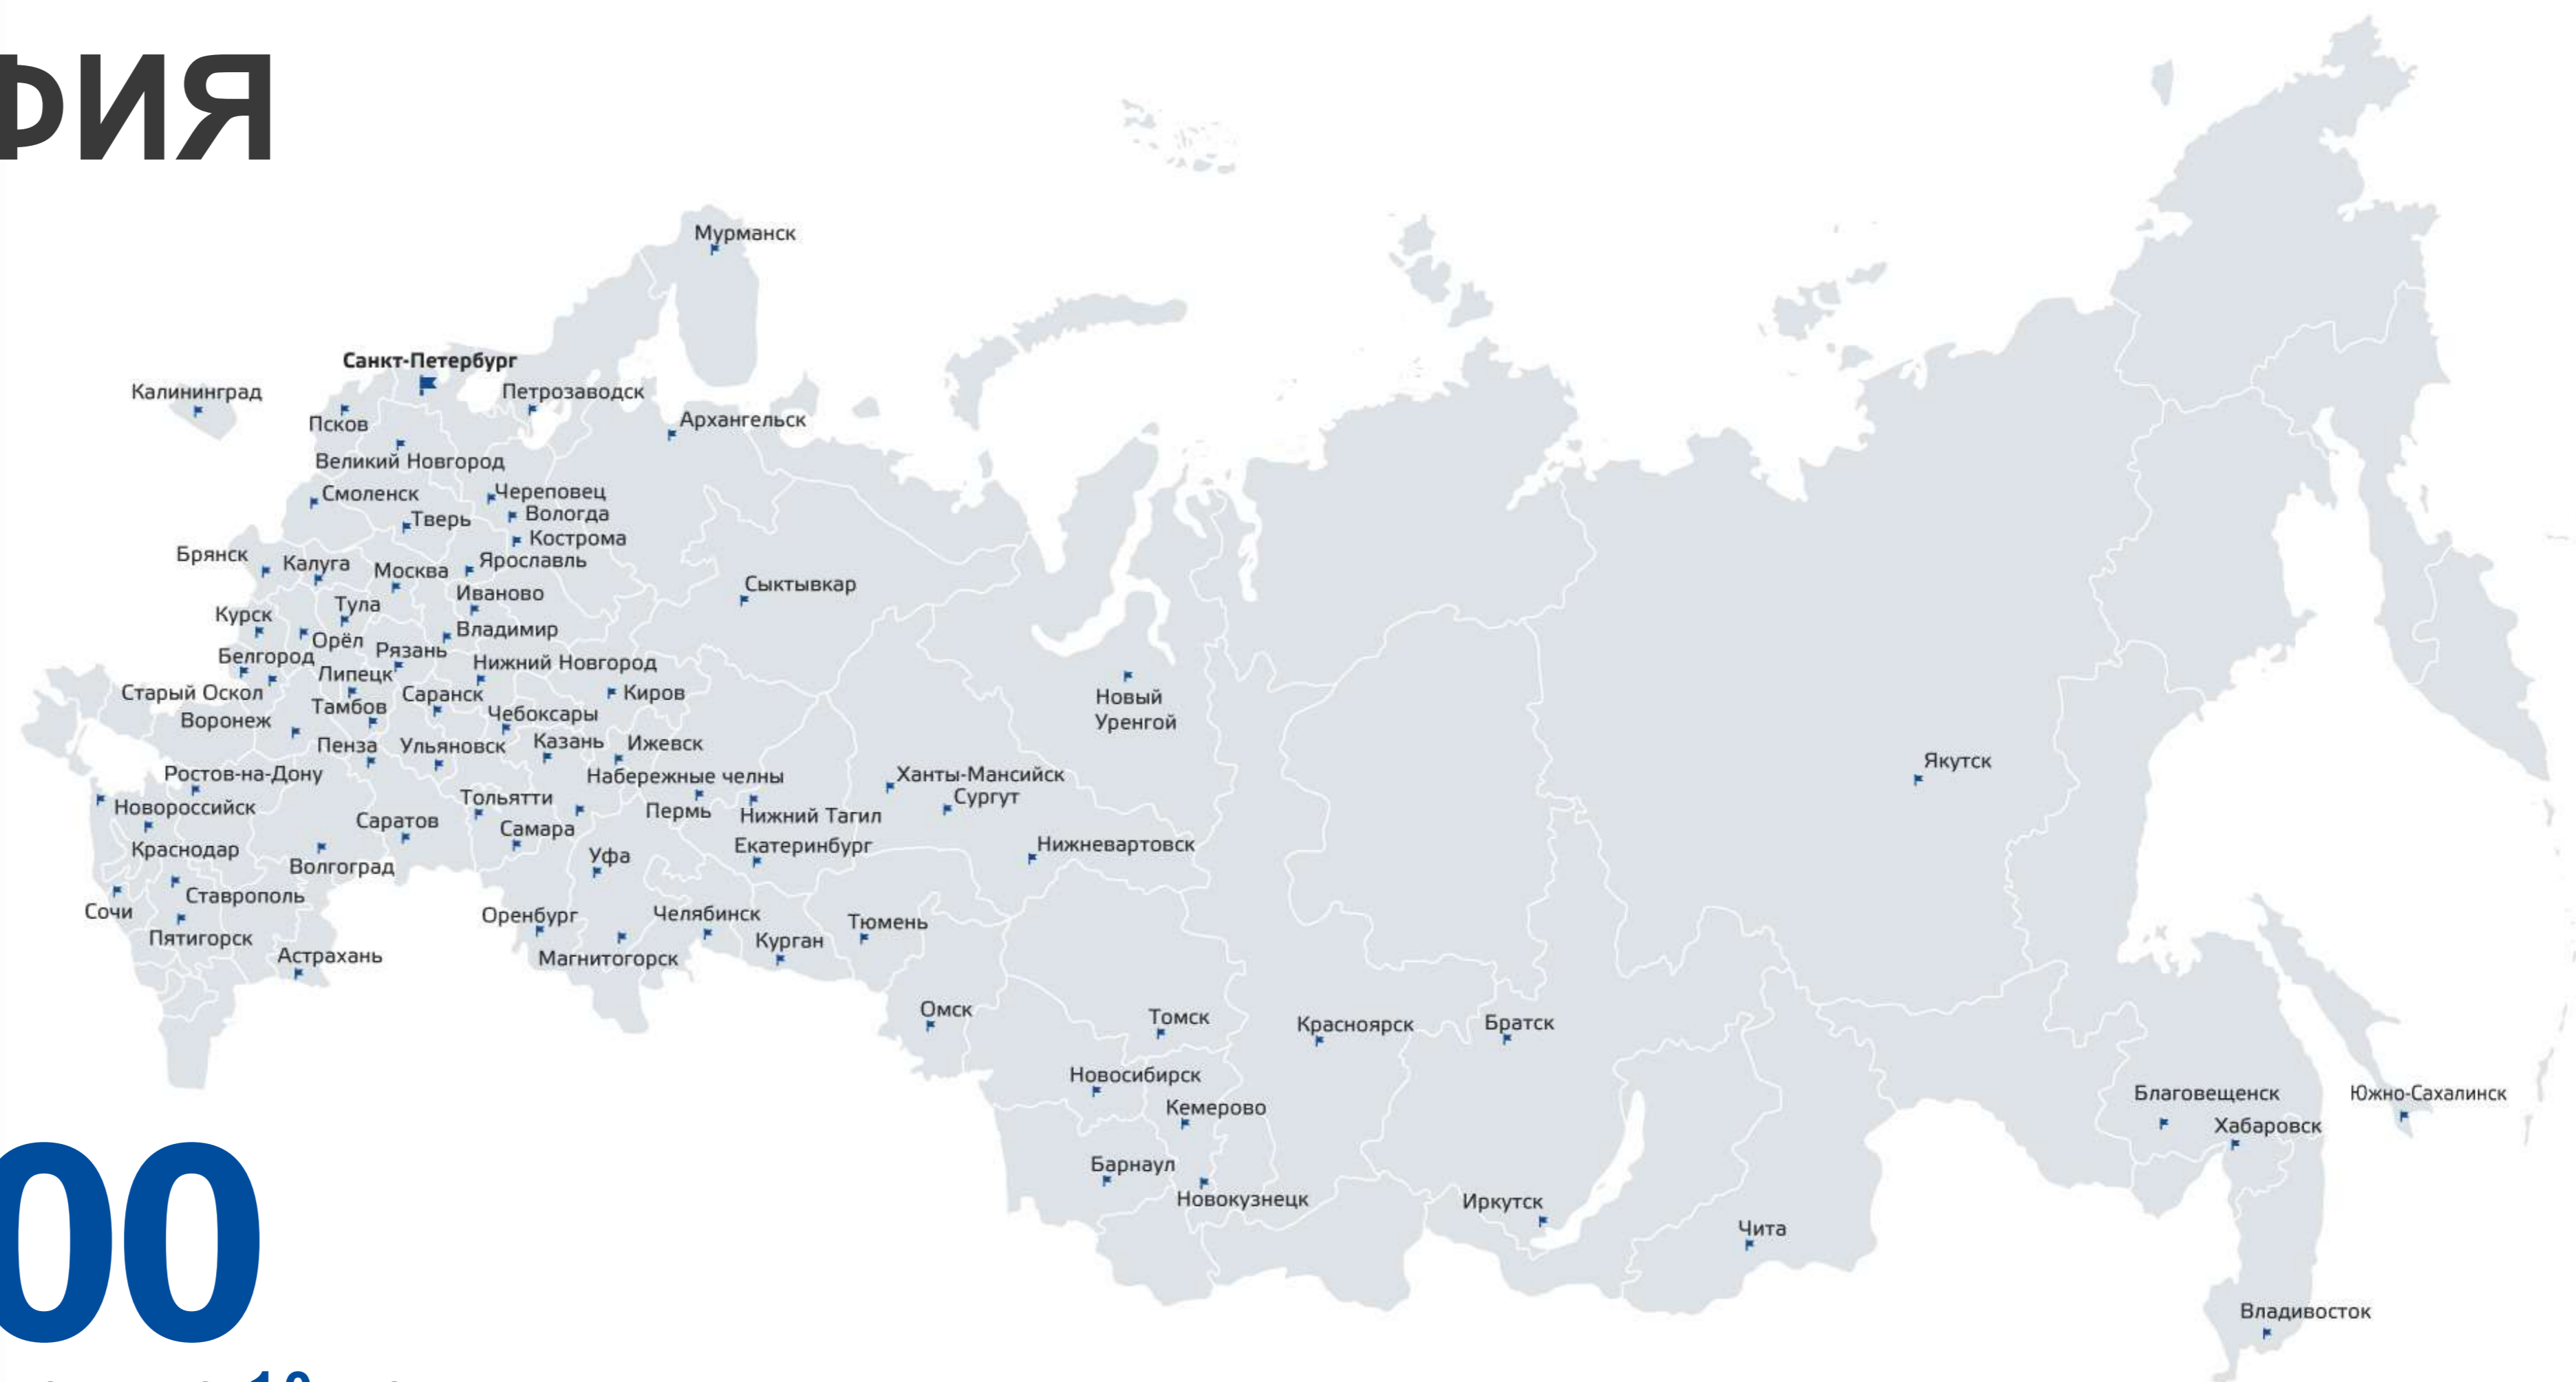 ФИЯ
Мурманск
Санкт-Петербург
Калининград
Петрозаводск
Псков
Архангельск
Великий Новгород
Смоленск
Череповец
Вологда
Тверь
Кострома
Брянск
Калуга
Москва
Ярославль
Сыктывкар
Иваново
Тула
Курск
Владимир
Орёл
Рязань
Белгород
Нижний Новгород
Липецк
Старый Оскол
Саранск
Киров
Новый
Уренгой
Тамбов
Воронеж
Чебоксары
Пенза
Ульяновск
Казань
Ижевск
Якутск
Ростов-на-Дону
Набережные челны
Ханты-Мансийск
Сургут
Новороссийск
Тольятти
Пермь
Нижний Тагил
Саратов
Самара
Краснодар
Екатеринбург
Нижневартовск
Уфа
Волгоград
Ставрополь
Сочи
Оренбург
Челябинск
Тюмень
Пятигорск
Курган
Астрахань
Магнитогорск
Омск
Томск
Красноярск
Братск
Новосибирск
Кемерово
Благовещенск
Южно-Сахалинск
Хабаровск
Барнаул
Новокузнецк
Иркутск
Чита
00
Владивосток
10